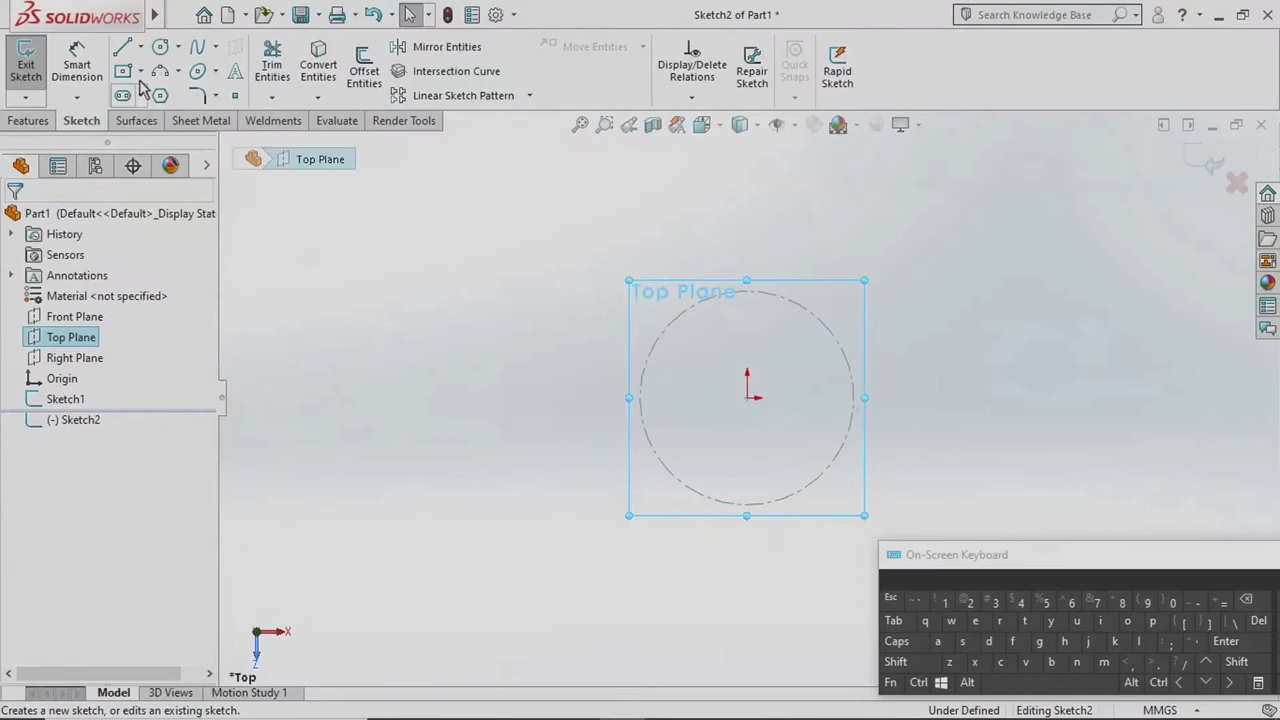 SOLIDWORKS
Sketch2 of Part1 *
Search Knowledge Base
?
Exit Sketch
Smart Dimension
Trim Entities
Convert Entities
Offset Entities
Mirror Entities
Intersection Curve
Linear Sketch Pattern
Move Entities
Display/Delete Relations
Repair Sketch
Quick Snaps
Rapid Sketch
Features
Sketch
Surfaces
Sheet Metal
Weldments
Evaluate
Render Tools
Top Plane
Part1 (Default<<Default>_Display Stat
History
Sensors
Annotations
Material <not specified>
Front Plane
Top Plane
Right Plane
Origin
Sketch1
(-) Sketch2
Top Plane
X
Z
*Top
On-Screen Keyboard
Esc ~ ` ! 1 @ 2 # 3 $ 4 % 5 ^ 6 & 7 * 8 ( 9 ) 0 _ - + =
Tab q w e r t y u i o p { [ } ] | \ Del
Caps a s d f g h j k l : ; " ' Enter
Shift z x c v b n m < , > . ? / Shift
Fn Ctrl Alt Alt Ctrl
Model
3D Views
Motion Study 1
Creates a new sketch, or edits an existing sketch.
Under Defined
Editing Sketch2
MMGS